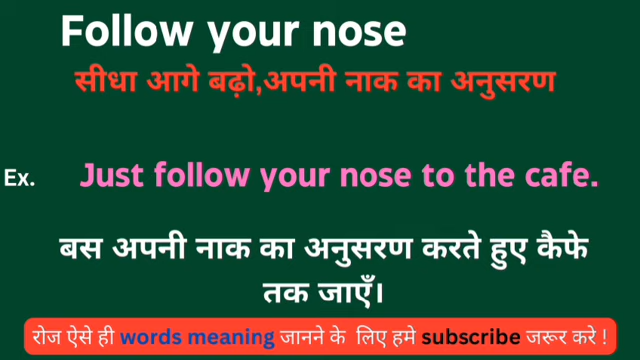 Follow your nose
सीधा आगे बढ़ो,अपनी नाक का अनुसरण
Ex. Just follow your nose to the cafe.
बस अपनी नाक का अनुसरण करते हुए कैफे
तक जाएँ।
रोज ऐसे ही words meaning जानने के लिए हमे subscribe जरूर करे !